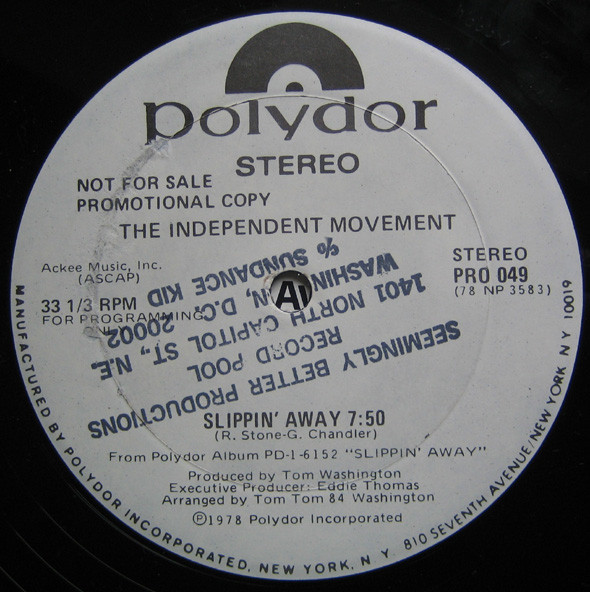 polydor
STEREO
NOT FOR SALE
PROMOTIONAL COPY
THE INDEPENDENT MOVEMENT
Ackee Music, Inc.
(ASCAP)
33 1/3 RPM
FOR PROGRAMMING
ONLY
STEREO
PRO 049
(78 NP 3583)
A
SEEMINGLY BETTER PRODUCTIONS
RECORD POOL
1401 NORTH CAPITOL ST., N.E.
D.C. 20002
% SUNDANCE KID
SLIPPIN' AWAY 7:50
(R. Stone-G. Chandler)
From Polydor Album PD-1-6152 "SLIPPIN' AWAY"
Produced by Tom Washington
Executive Producer: Eddie Thomas
Arranged by Tom Tom 84 Washington
Ⓟ1978 Polydor Incorporated
MANUFACTURED BY POLYDOR INCORPORATED, NEW YORK, N. Y. 810 SEVENTH AVENUE/NEW YORK N Y 10019